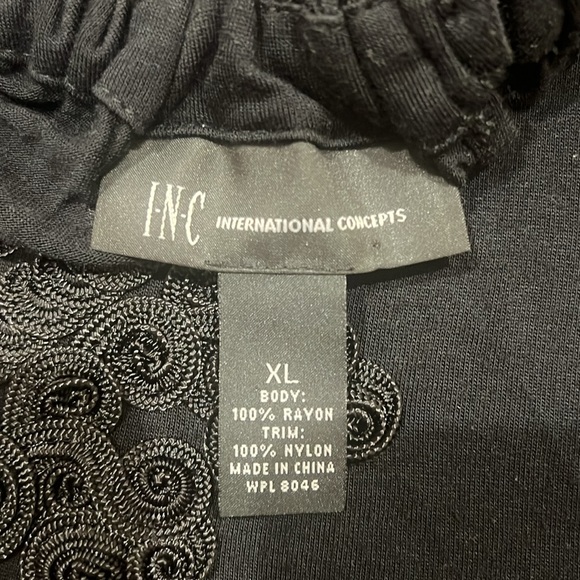 I·N·C INTERNATIONAL CONCEPTS
XL
BODY:
100% RAYON
TRIM:
100% NYLON
MADE IN CHINA
WPL 8046